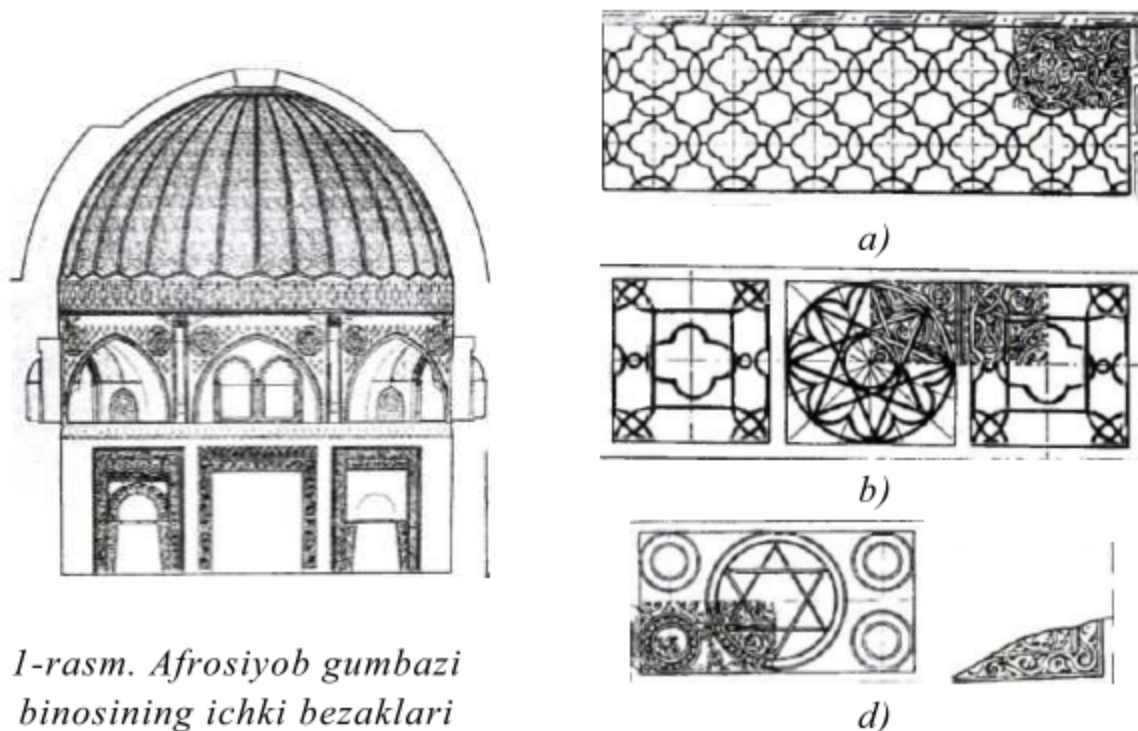 a)
b)
1-rasm. Afrosiyob gumbazi
binosining ichki bezaklari
d)